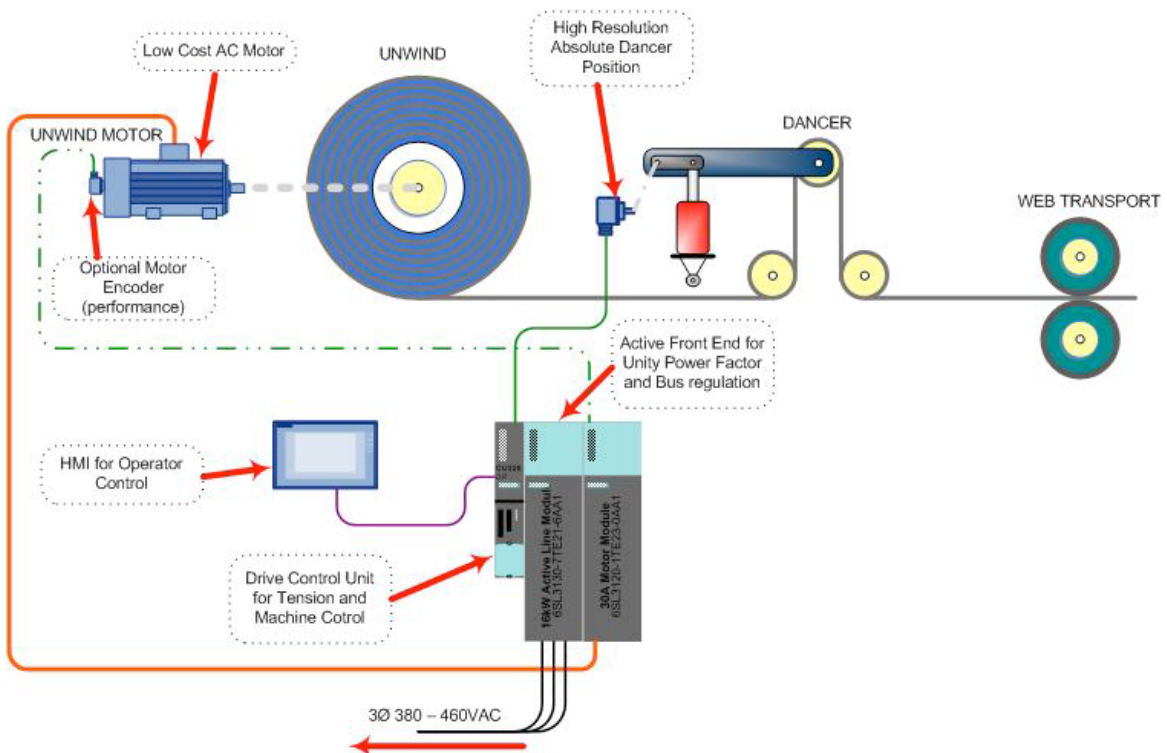 Low Cost AC Motor
UNWIND
High Resolution
Absolute Dancer
Position
DANCER
UNWIND MOTOR
WEB TRANSPORT
Optional Motor
Encoder
(performance)
Active Front End for
Unity Power Factor
and Bus regulation
HMI for Operator
Control
Drive Control Unit
for Tension and
Machine Cotrol
16kW Active Line Modul
6SL3130-7TE21-6AA1
30A Motor Module
6SL3120-1TE23-0AA1
3Ø 380 – 460VAC